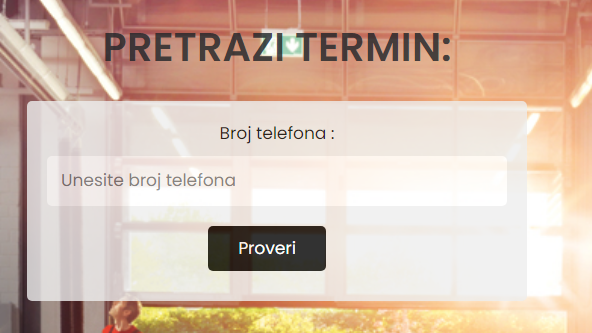 PRETRAZI TERMIN:
Broj telefona :
Unesite broj telefona
Proveri